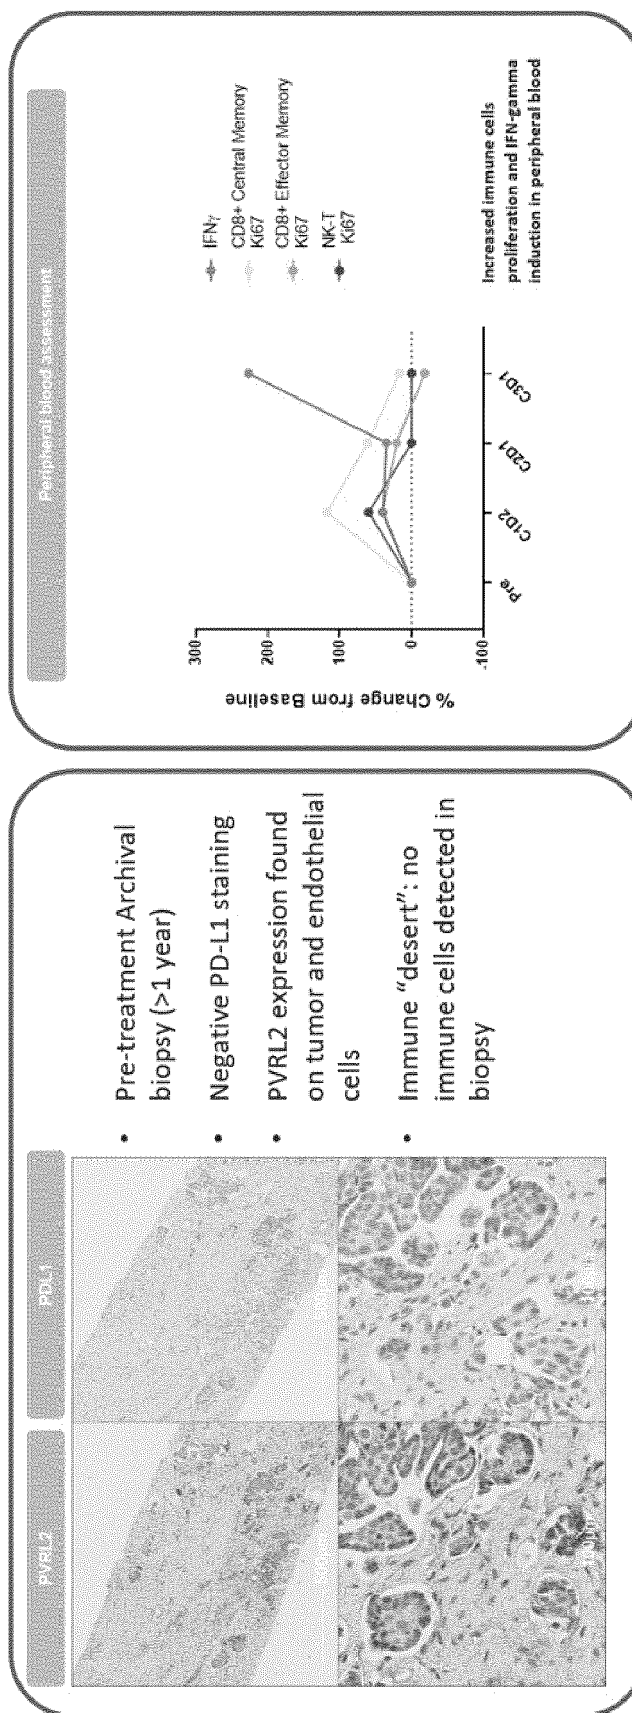 PVRL2
PDL1
• Pre-treatment Archival
biopsy (>1 year)
• Negative PD-L1 staining
• PVRL2 expression found
on tumor and endothelial
cells
• Immune “desert”: no
immune cells detected in
biopsy
Peripheral blood assessment
% Change from Baseline
300
200
100
0
-100
Pre
C1D2
C2D1
C3D1
IFNγ
CD8+ Central Memory
Ki67
CD8+ Effector Memory
Ki67
NK-T
Ki67
Increased immune cells
proliferation and IFN-gamma
induction in peripheral blood